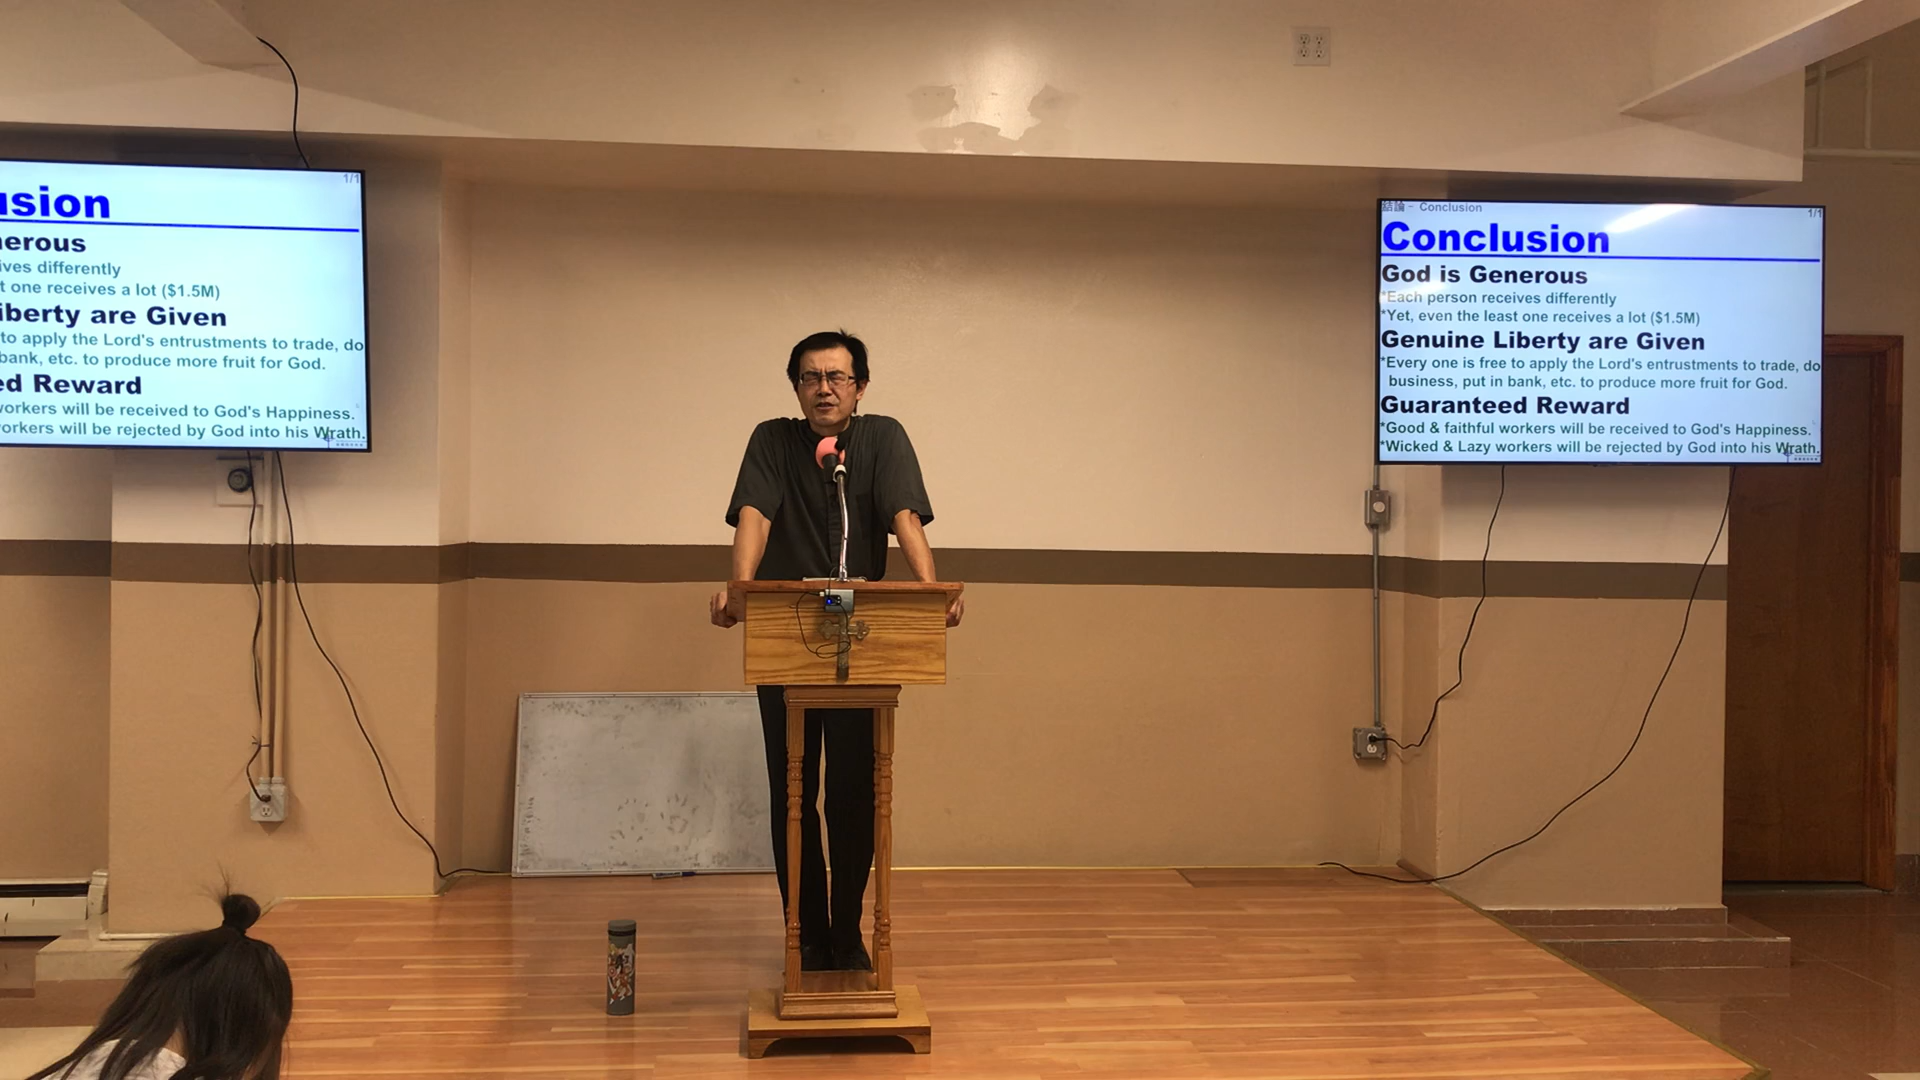 1/1
usion
nerous
ives differently
t one receives a lot ($1.5M)
iberty are Given
to apply the Lord's entrustments to trade, do
bank, etc. to produce more fruit for God.
ed Reward
workers will be received to God's Happiness.
orkers will be rejected by God into his Wrath.
結論 - Conclusion
1/1
Conclusion
God is Generous
*Each person receives differently
*Yet, even the least one receives a lot ($1.5M)
Genuine Liberty are Given
*Every one is free to apply the Lord's entrustments to trade, do
business, put in bank, etc. to produce more fruit for God.
Guaranteed Reward
*Good & faithful workers will be received to God's Happiness.
*Wicked & Lazy workers will be rejected by God into his Wrath.